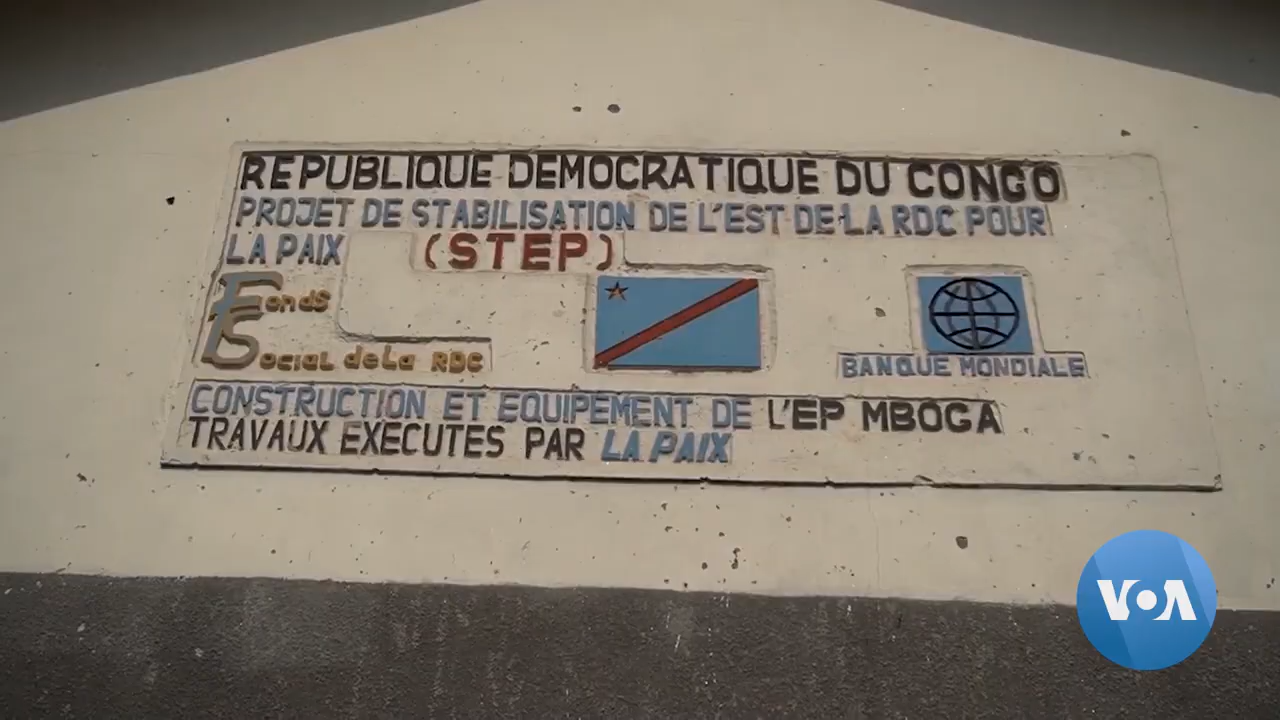 REPUBLIQUE DEMOCRATIQUE DU CONGO
PROJET DE STABILISATION DE L'EST DE LA RDC POUR
LA PAIX (STEP)
Fonds
Social de la RDC
BANQUE MONDIALE
CONSTRUCTION ET EQUIPEMENT DE L'EP MBOGA
TRAVAUX EXECUTES PAR LA PAIX
VOA